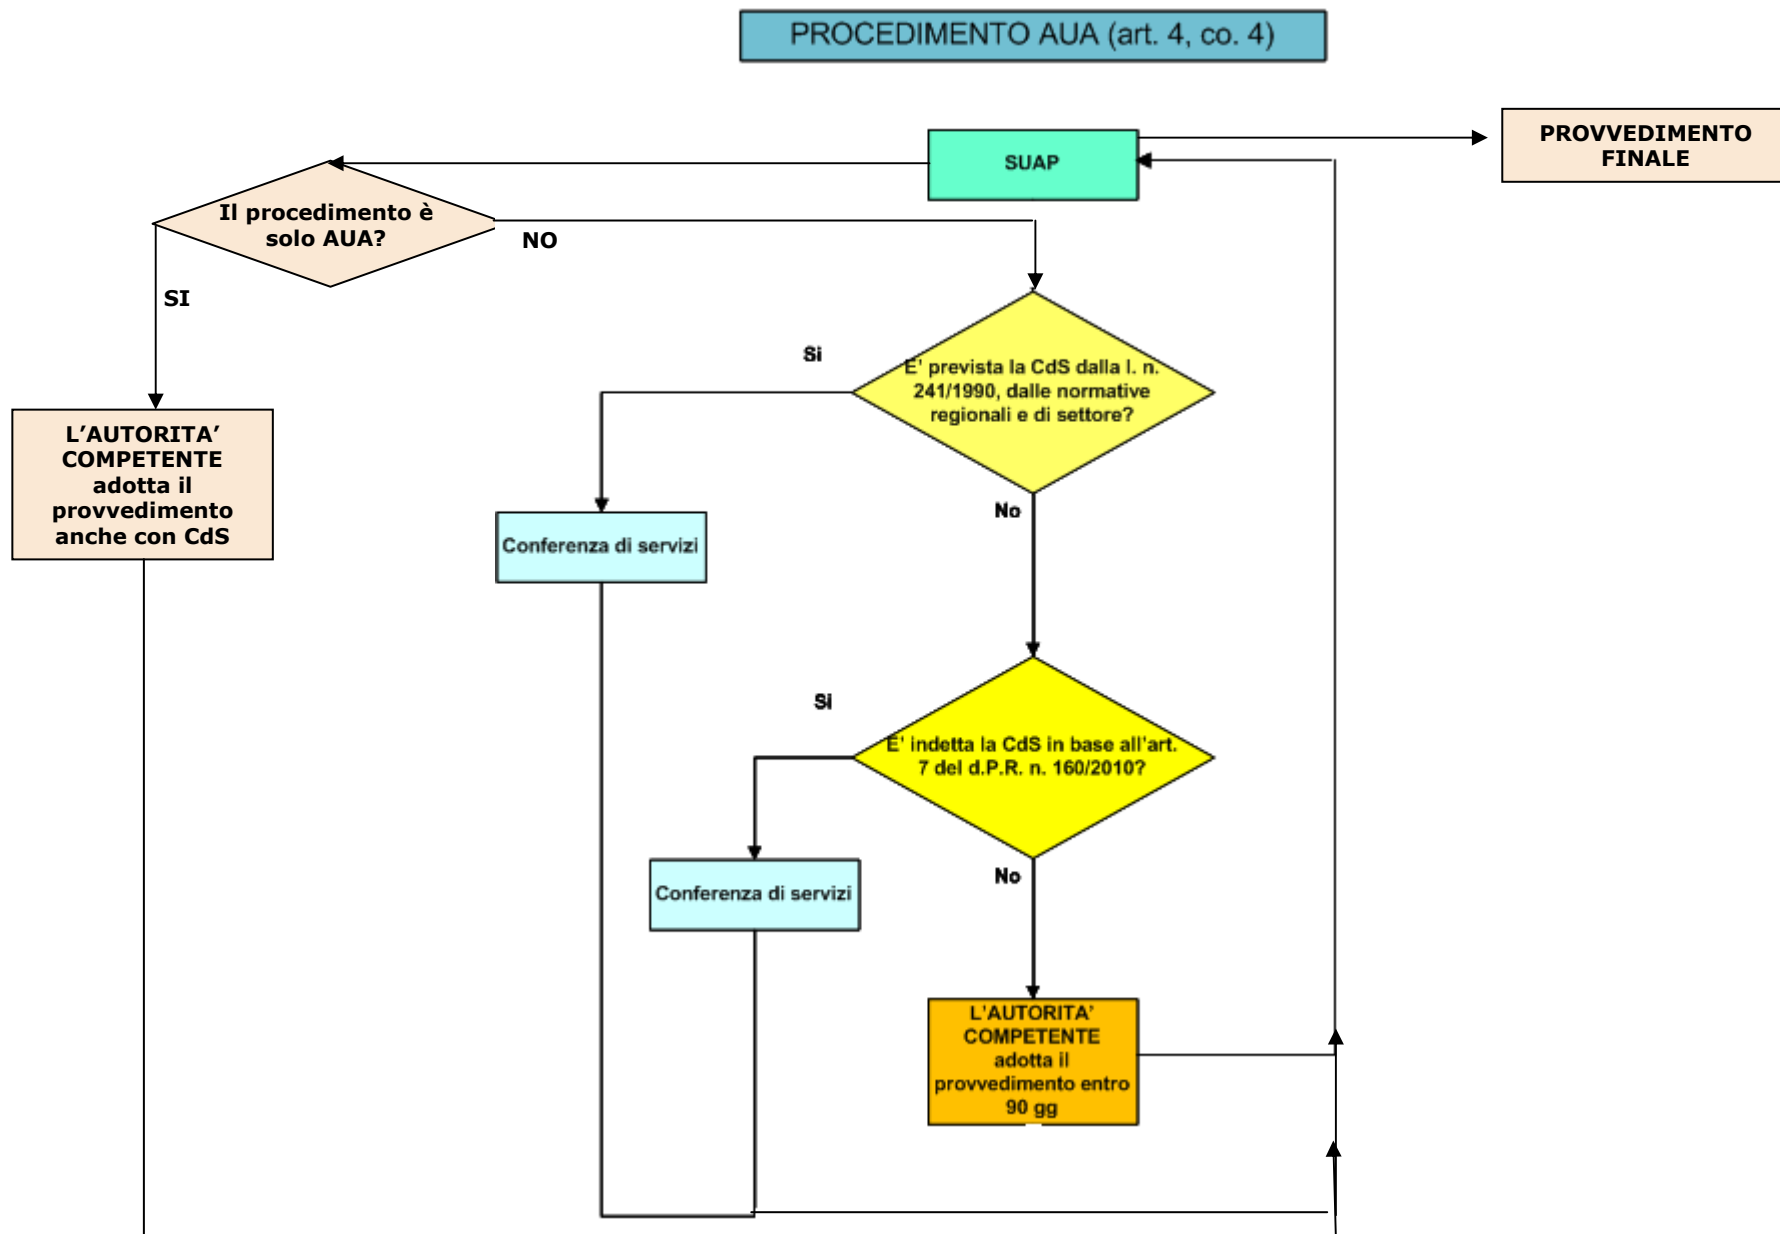 PROCEDIMENTO AUA (art. 4, co. 4)
PROVVEDIMENTO
FINALE
SUAP
Il procedimento è
solo AUA?
NO
SI
Si
E' prevista la CdS dalla l. n.
241/1990, dalle normative
regionali e di settore?
L’AUTORITA’
COMPETENTE
adotta il
provvedimento
anche con CdS
No
Conferenza di servizi
Si
E' indetta la CdS in base all'art.
7 del d.P.R. n. 160/2010?
No
Conferenza di servizi
L'AUTORITA'
COMPETENTE
adotta il
provvedimento entro
90 gg